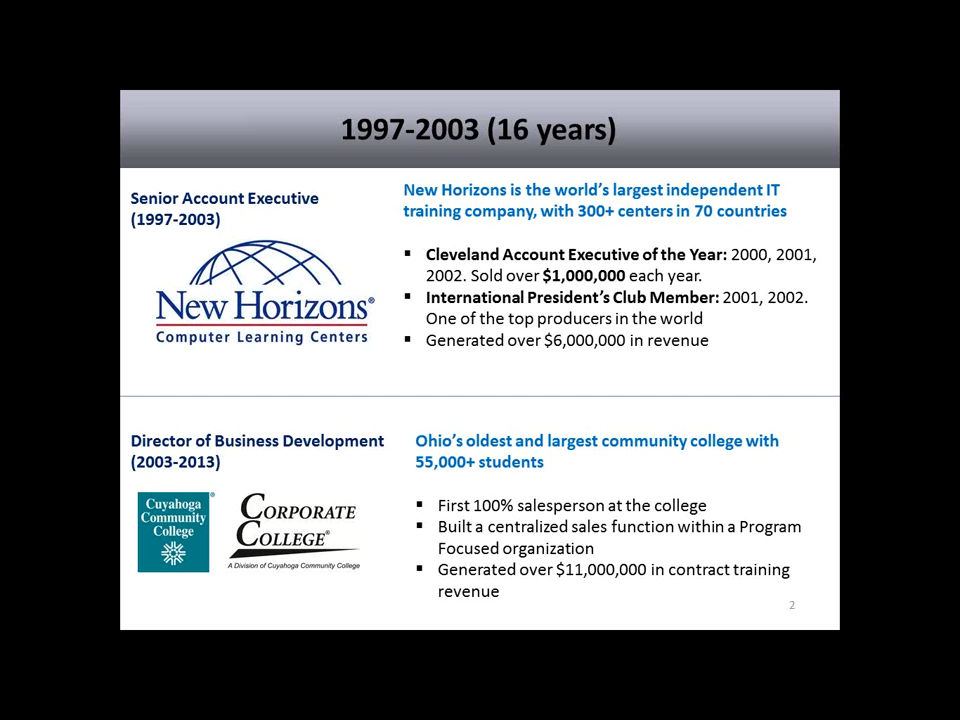 1997-2003 (16 years)
Senior Account Executive
(1997-2003)
New Horizons®
Computer Learning Centers
New Horizons is the world’s largest independent IT
training company, with 300+ centers in 70 countries
▪ Cleveland Account Executive of the Year: 2000, 2001,
2002. Sold over $1,000,000 each year.
▪ International President’s Club Member: 2001, 2002.
One of the top producers in the world
▪ Generated over $6,000,000 in revenue
Director of Business Development
(2003-2013)
Cuyahoga
Community
College
®
CORPORATE
COLLEGE®
A Division of Cuyahoga Community College
Ohio’s oldest and largest community college with
55,000+ students
▪ First 100% salesperson at the college
▪ Built a centralized sales function within a Program
Focused organization
▪ Generated over $11,000,000 in contract training
revenue
2